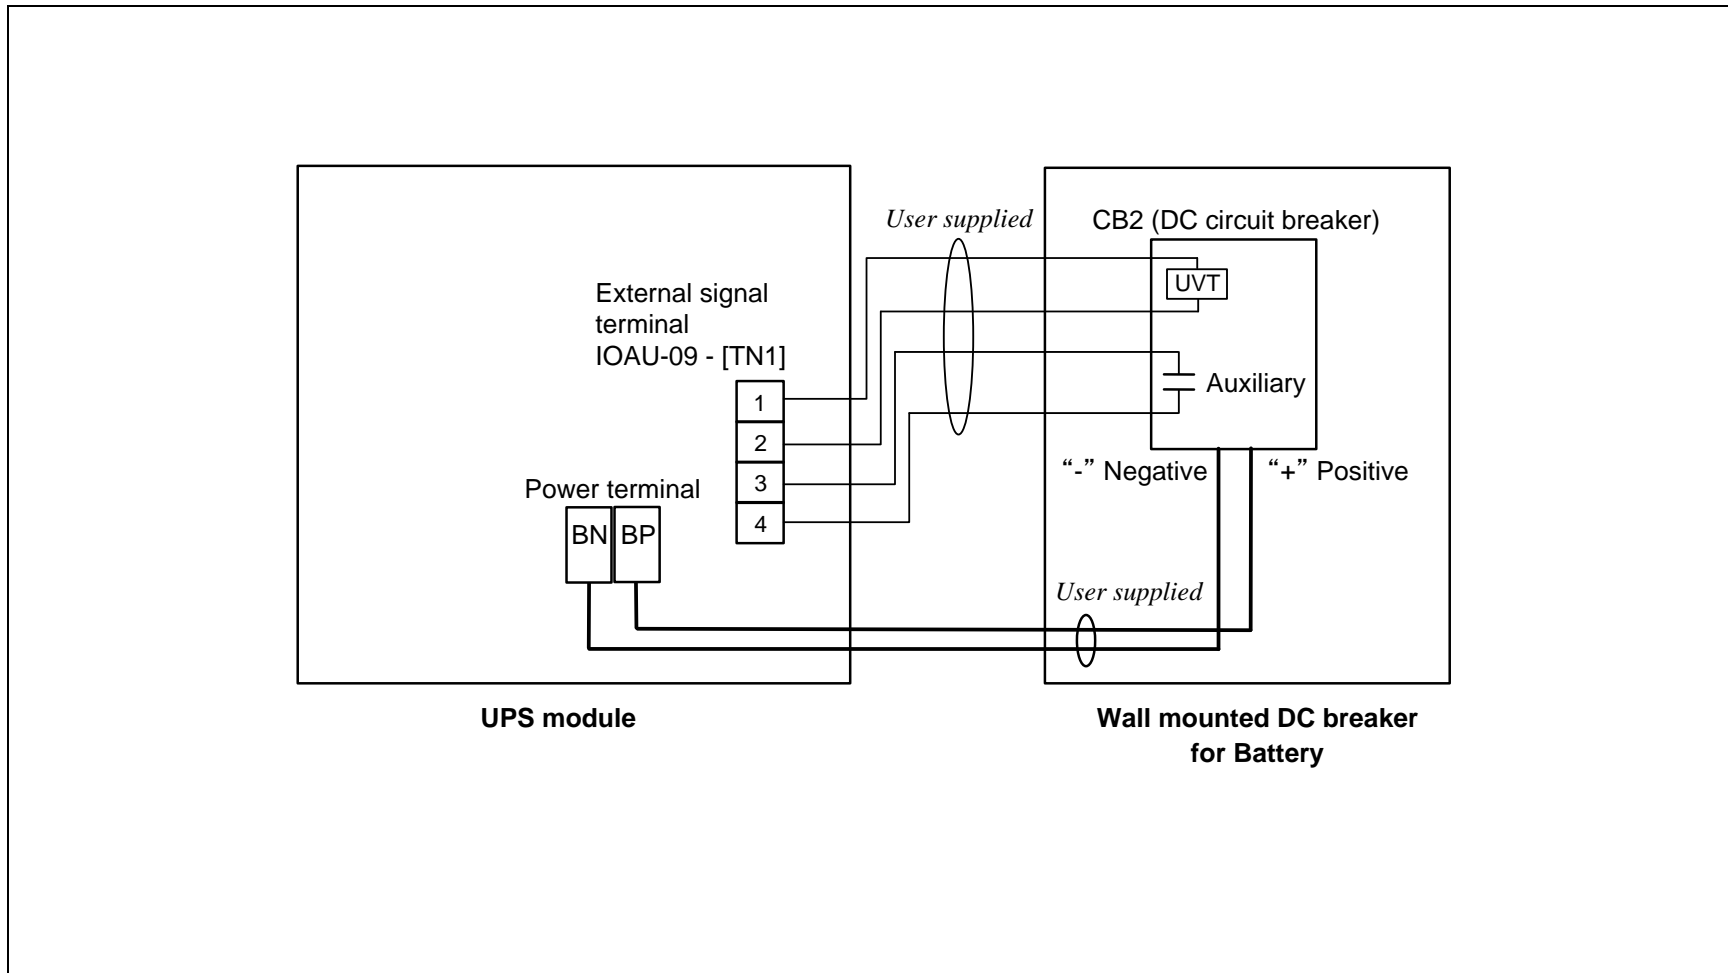 User supplied
CB2 (DC circuit breaker)
UVT
External signal
terminal
IOAU-09 - [TN1]
Auxiliary
1
2
3
4
“-” Negative
“+” Positive
Power terminal
BN
BP
User supplied
UPS module
Wall mounted DC breaker
for Battery